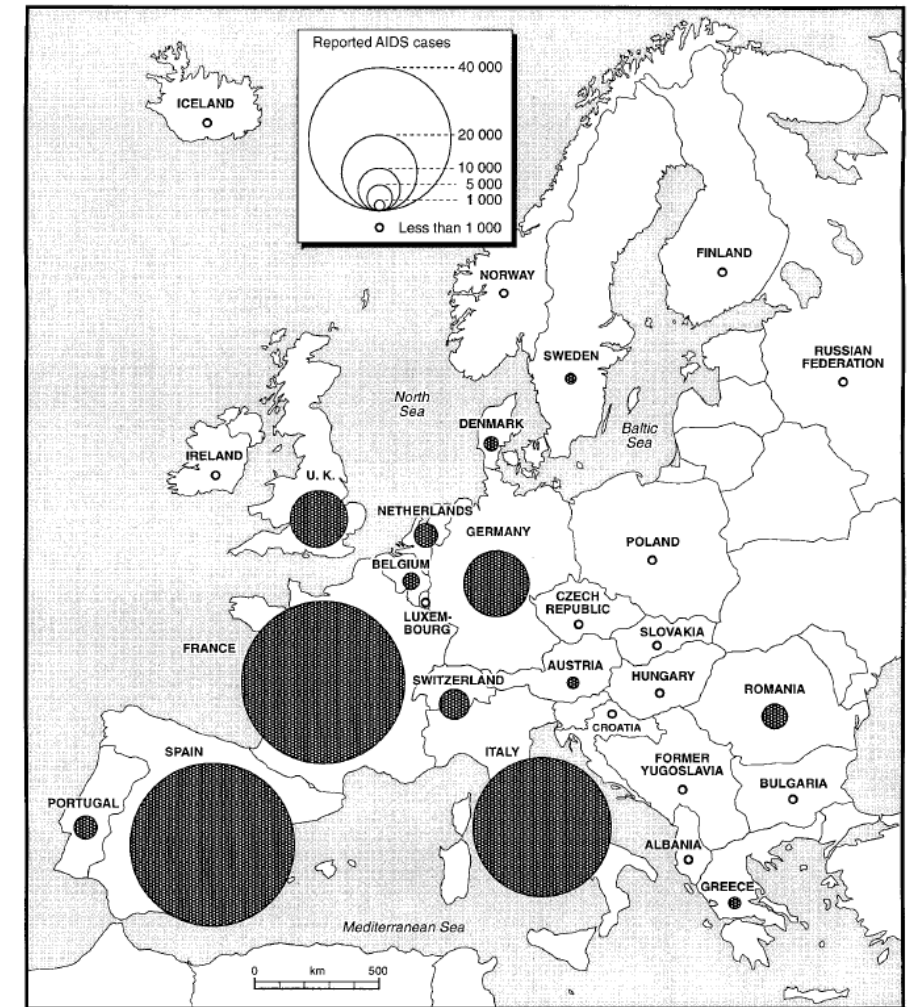 Reported AIDS cases
40 000
20 000
10 000
5 000
1 000
Less than 1 000
ICELAND
NORWAY
FINLAND
SWEDEN
RUSSIAN
FEDERATION
North
Sea
DENMARK
Baltic
Sea
IRELAND
U. K.
NETHERLANDS
GERMANY
POLAND
BELGIUM
CZECH
REPUBLIC
LUXEM-
BOURG
SLOVAKIA
FRANCE
AUSTRIA
SWITZERLAND
HUNGARY
ROMANIA
CROATIA
SPAIN
ITALY
FORMER
YUGOSLAVIA
BULGARIA
PORTUGAL
ALBANIA
GREECE
Mediterranean Sea
0 km 500